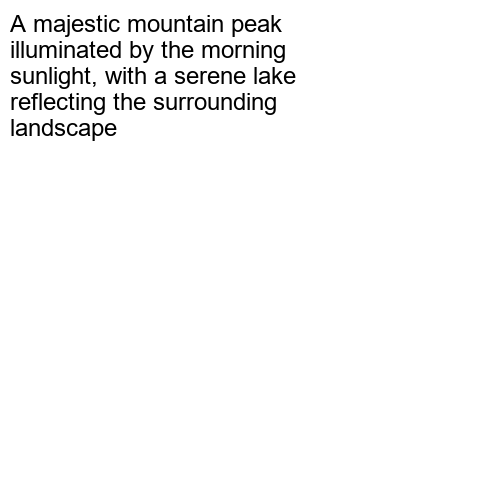 A majestic mountain peak
illuminated by the morning
sunlight, with a serene lake
reflecting the surrounding
landscape